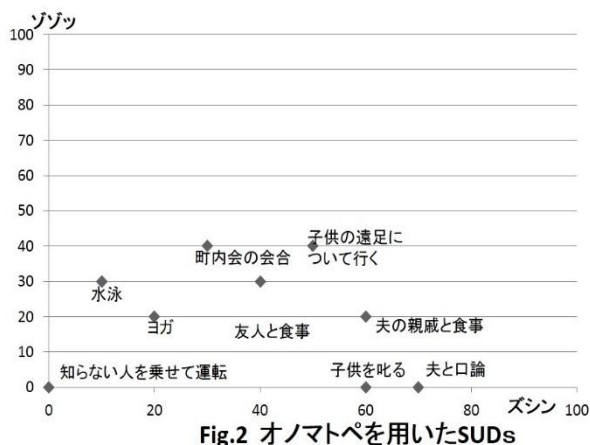 ゾゾッ
100
90
80
70
60
50
40
30
20
10
0
子供の遠足に
ついて行く
町内会の会合
水泳
ヨガ
友人と食事
夫の親戚と食事
知らない人を乗せて運転
子供を叱る
夫と口論
0 20 40 60 80 100
ズシン
Fig.2 オノマトペを用いたSUDs